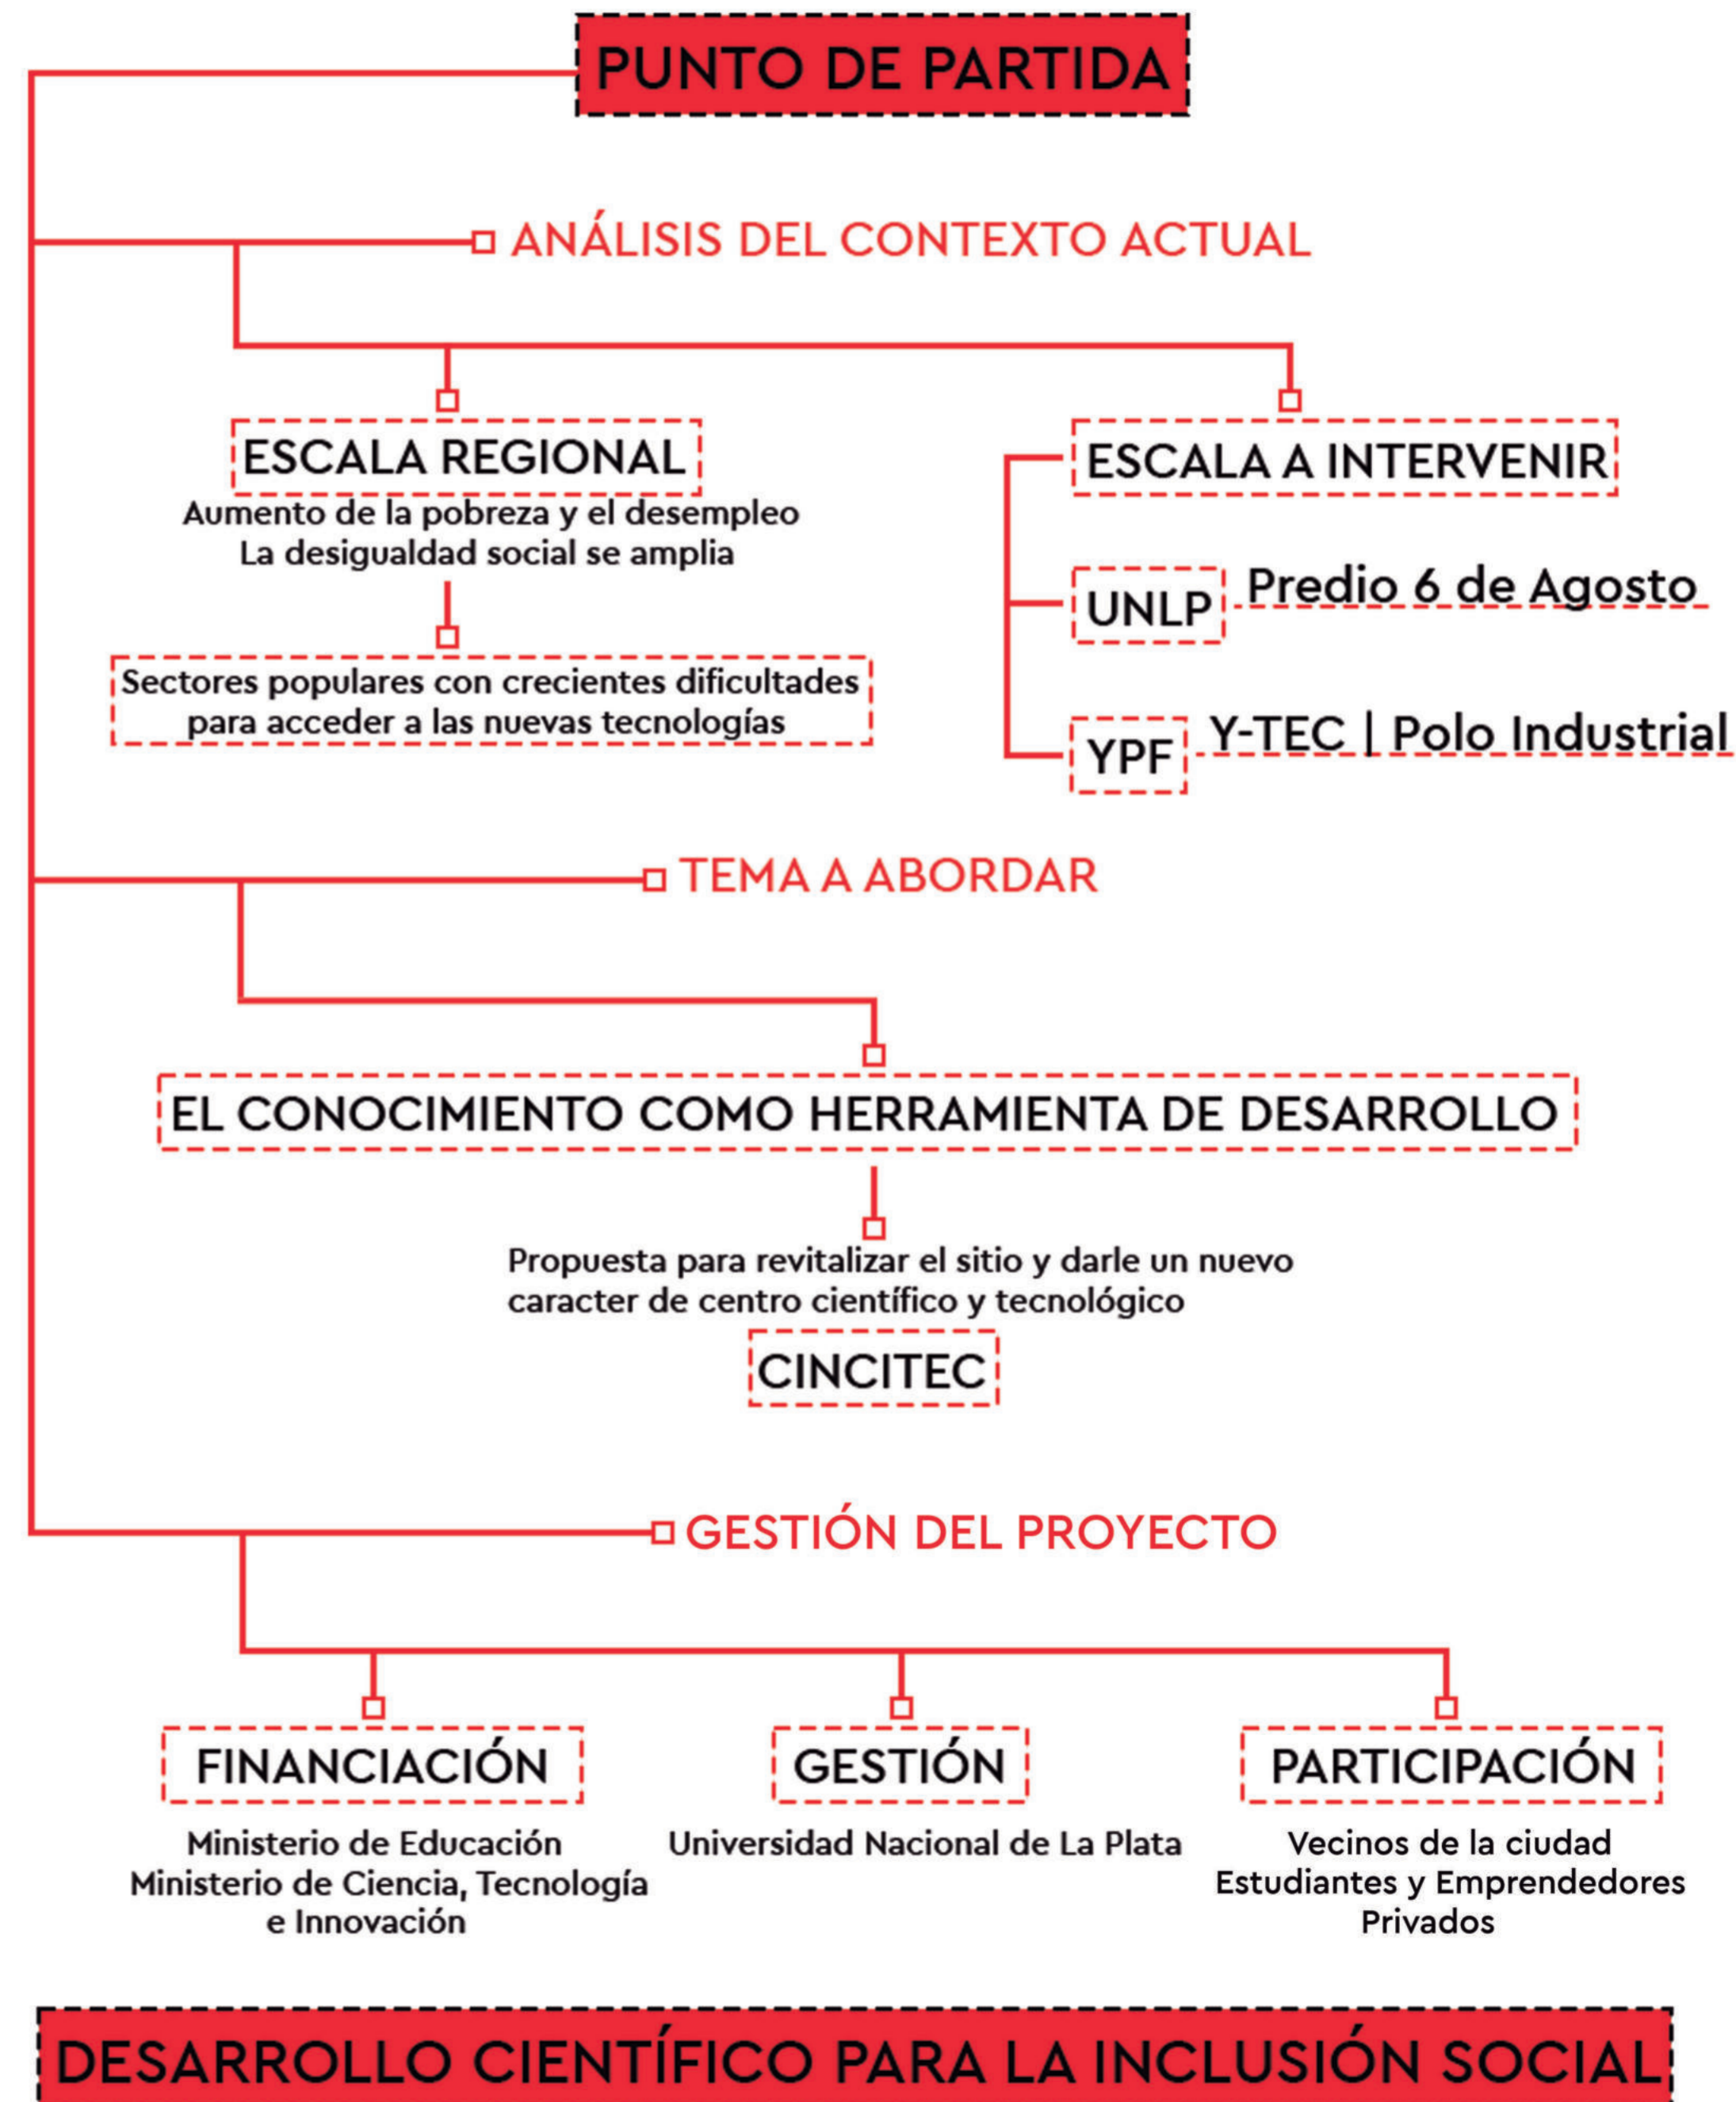 PUNTO DE PARTIDA
ANÁLISIS DEL CONTEXTO ACTUAL
ESCALA REGIONAL
Aumento de la pobreza y el desempleo
La desigualdad social se amplia
Sectores populares con crecientes dificultades
para acceder a las nuevas tecnologías
ESCALA A INTERVENIR
UNLP Predio 6 de Agosto
YPF Y-TEC | Polo Industrial
TEMA A ABORDAR
EL CONOCIMIENTO COMO HERRAMIENTA DE DESARROLLO
Propuesta para revitalizar el sitio y darle un nuevo
caracter de centro científico y tecnológico
CINCITEC
GESTIÓN DEL PROYECTO
FINANCIACIÓN
Ministerio de Educación
Ministerio de Ciencia, Tecnología
e Innovación
GESTIÓN
Universidad Nacional de La Plata
PARTICIPACIÓN
Vecinos de la ciudad
Estudiantes y Emprendedores
Privados
DESARROLLO CIENTÍFICO PARA LA INCLUSIÓN SOCIAL